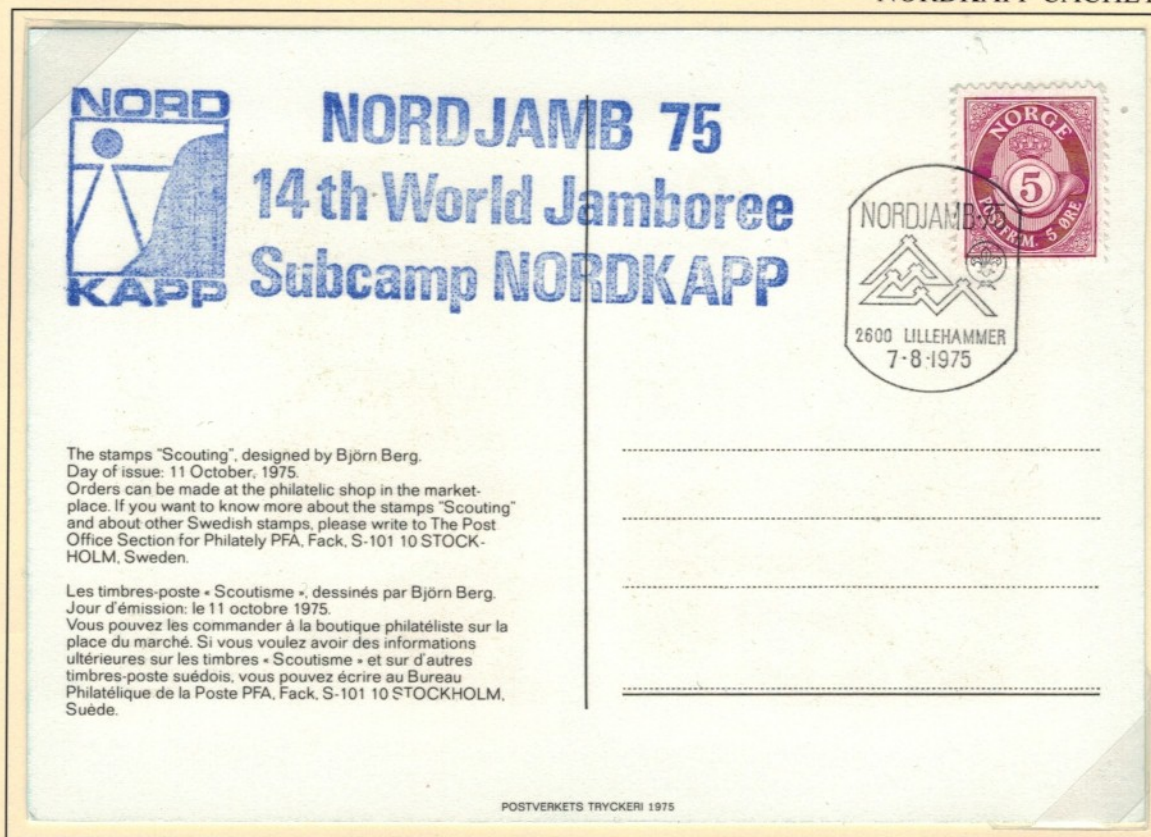 NORDKAPP CACHET
NORD
KAPP
NORDJAMB 75
14th World Jamboree
Subcamp NORDKAPP
NORGE
5
POSTFRIM. 5 ØRE
NORDJAMB-75
2600 LILLEHAMMER
7-8-1975
The stamps "Scouting", designed by Björn Berg.
Day of issue: 11 October, 1975.
Orders can be made at the philatelic shop in the market-
place. If you want to know more about the stamps "Scouting"
and about other Swedish stamps, please write to The Post
Office Section for Philately PFA, Fack, S-101 10 STOCK-
HOLM, Sweden.
Les timbres-poste « Scoutisme », dessinés par Björn Berg.
Jour d'émission: le 11 octobre 1975.
Vous pouvez les commander à la boutique philatéliste sur la
place du marché. Si vous voulez avoir des informations
ultérieures sur les timbres « Scoutisme » et sur d'autres
timbres-poste suédois, vous pouvez écrire au Bureau
Philatélique de la Poste PFA, Fack, S-101 10 STOCKHOLM,
Suède.
POSTVERKETS TRYCKERI 1975